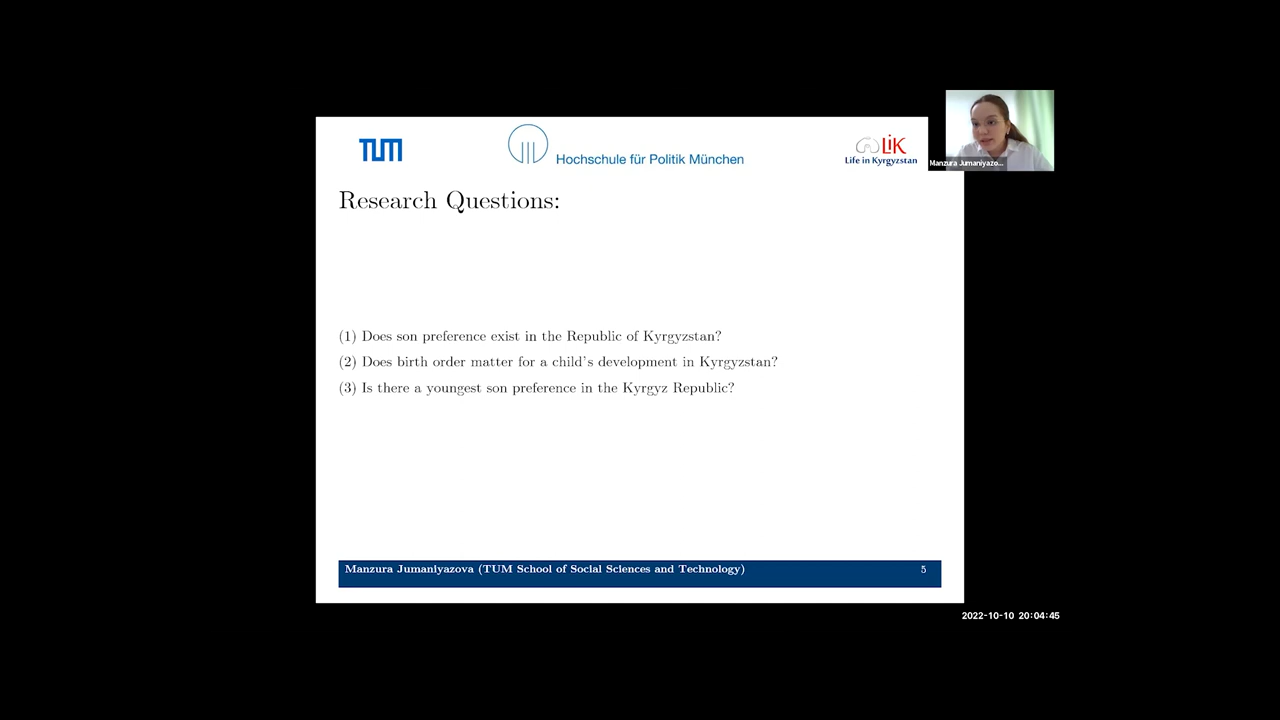 TUM
Hochschule für Politik München
LiK
Life in Kyrgyzstan
Manzura Jumaniyazo...
Research Questions:
(1) Does son preference exist in the Republic of Kyrgyzstan?
(2) Does birth order matter for a child's development in Kyrgyzstan?
(3) Is there a youngest son preference in the Kyrgyz Republic?
Manzura Jumaniyazova (TUM School of Social Sciences and Technology)
5
2022-10-10 20:04:45